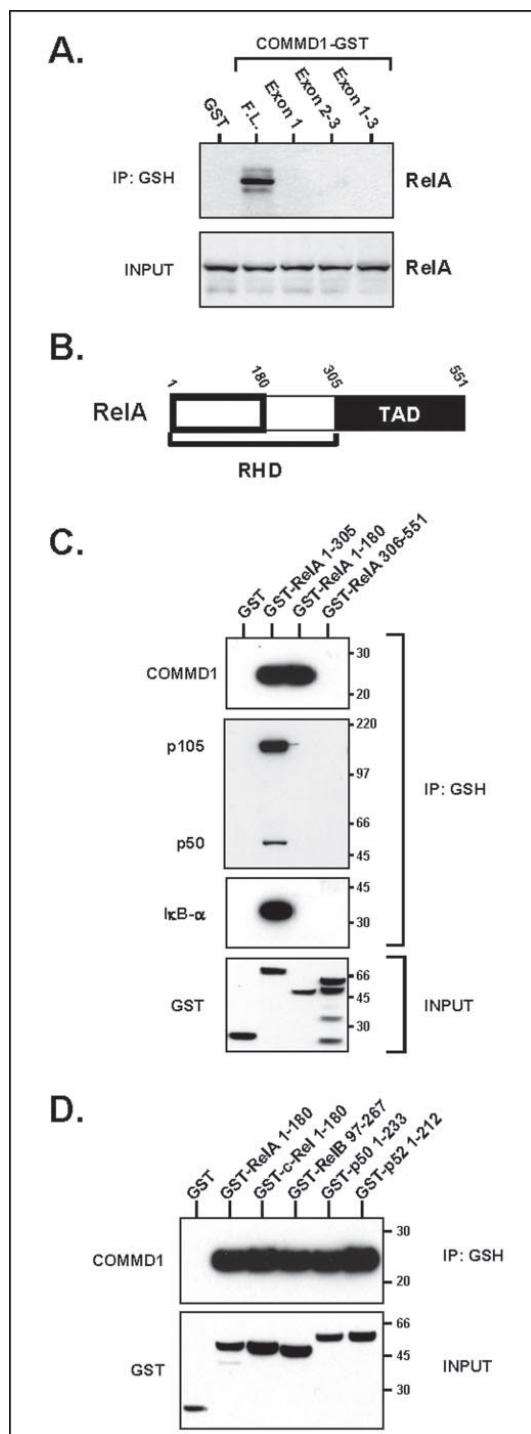 A.
COMMD1-GST
GST
F.L.
Exon 1
Exon 2-3
Exon 1-3
IP: GSH
RelA
INPUT
RelA
B.
1
180
305
551
RelA
TAD
RHD
C.
GST
GST-RelA 1-305
GST-RelA 1-180
GST-RelA 306-551
COMMD1
30
20
p105
p50
220
97
66
45
IκB-α
45
30
IP: GSH
GST
66
45
30
INPUT
D.
GST
GST-RelA 1-180
GST-c-Rel 1-180
GST-RelB 97-267
GST-p50 1-233
GST-p52 1-212
COMMD1
30
20
IP: GSH
GST
66
45
30
INPUT